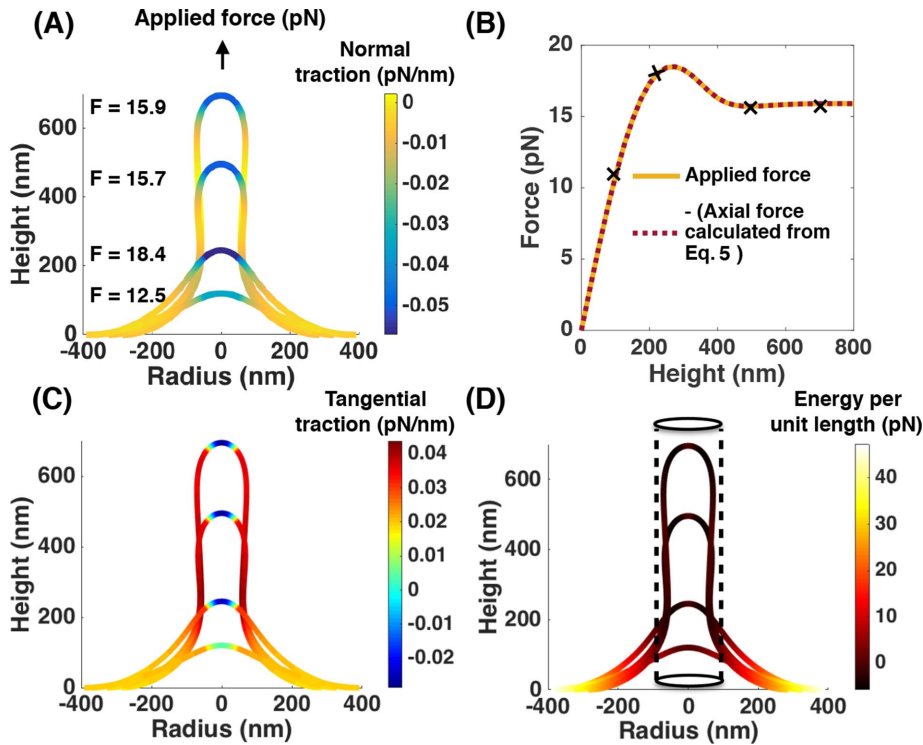 (A)
Applied force (pN)
Normal
traction (pN/nm)
F = 15.9
F = 15.7
F = 18.4
F = 12.5
600
400
200
0
Height (nm)
-400 -200 0 200 400
Radius (nm)
0
-0.01
-0.02
-0.03
-0.04
-0.05
(B)
20
15
10
5
0
Force (pN)
Applied force
- (Axial force
calculated from
Eq. 5 )
0 200 400 600 800
Height (nm)
(C)
Tangential
traction (pN/nm)
600
400
200
0
Height (nm)
-400 -200 0 200 400
Radius (nm)
0.04
0.03
0.02
0.01
0
-0.01
-0.02
(D)
Energy per
unit length (pN)
600
400
200
0
Height (nm)
-400 -200 0 200 400
Radius (nm)
40
30
20
10
0